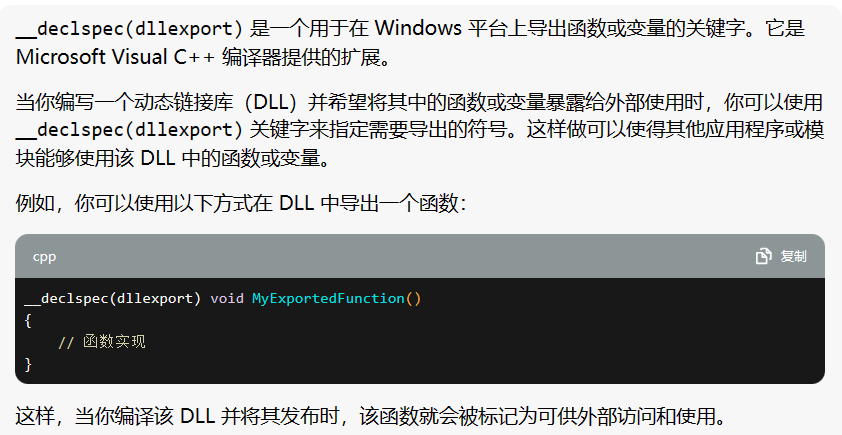 __declspec(dllexport) 是一个用于在 Windows 平台上导出函数或变量的关键字。它是
Microsoft Visual C++ 编译器提供的扩展。
当你编写一个动态链接库（DLL）并希望将其中的函数或变量暴露给外部使用时，你可以使用
__declspec(dllexport) 关键字来指定需要导出的符号。这样做可以使得其他应用程序或模
块能够使用该 DLL 中的函数或变量。
例如，你可以使用以下方式在 DLL 中导出一个函数：
cpp 复制
__declspec(dllexport) void MyExportedFunction()
{
    // 函数实现
}
这样，当你编译该 DLL 并将其发布时，该函数就会被标记为可供外部访问和使用。